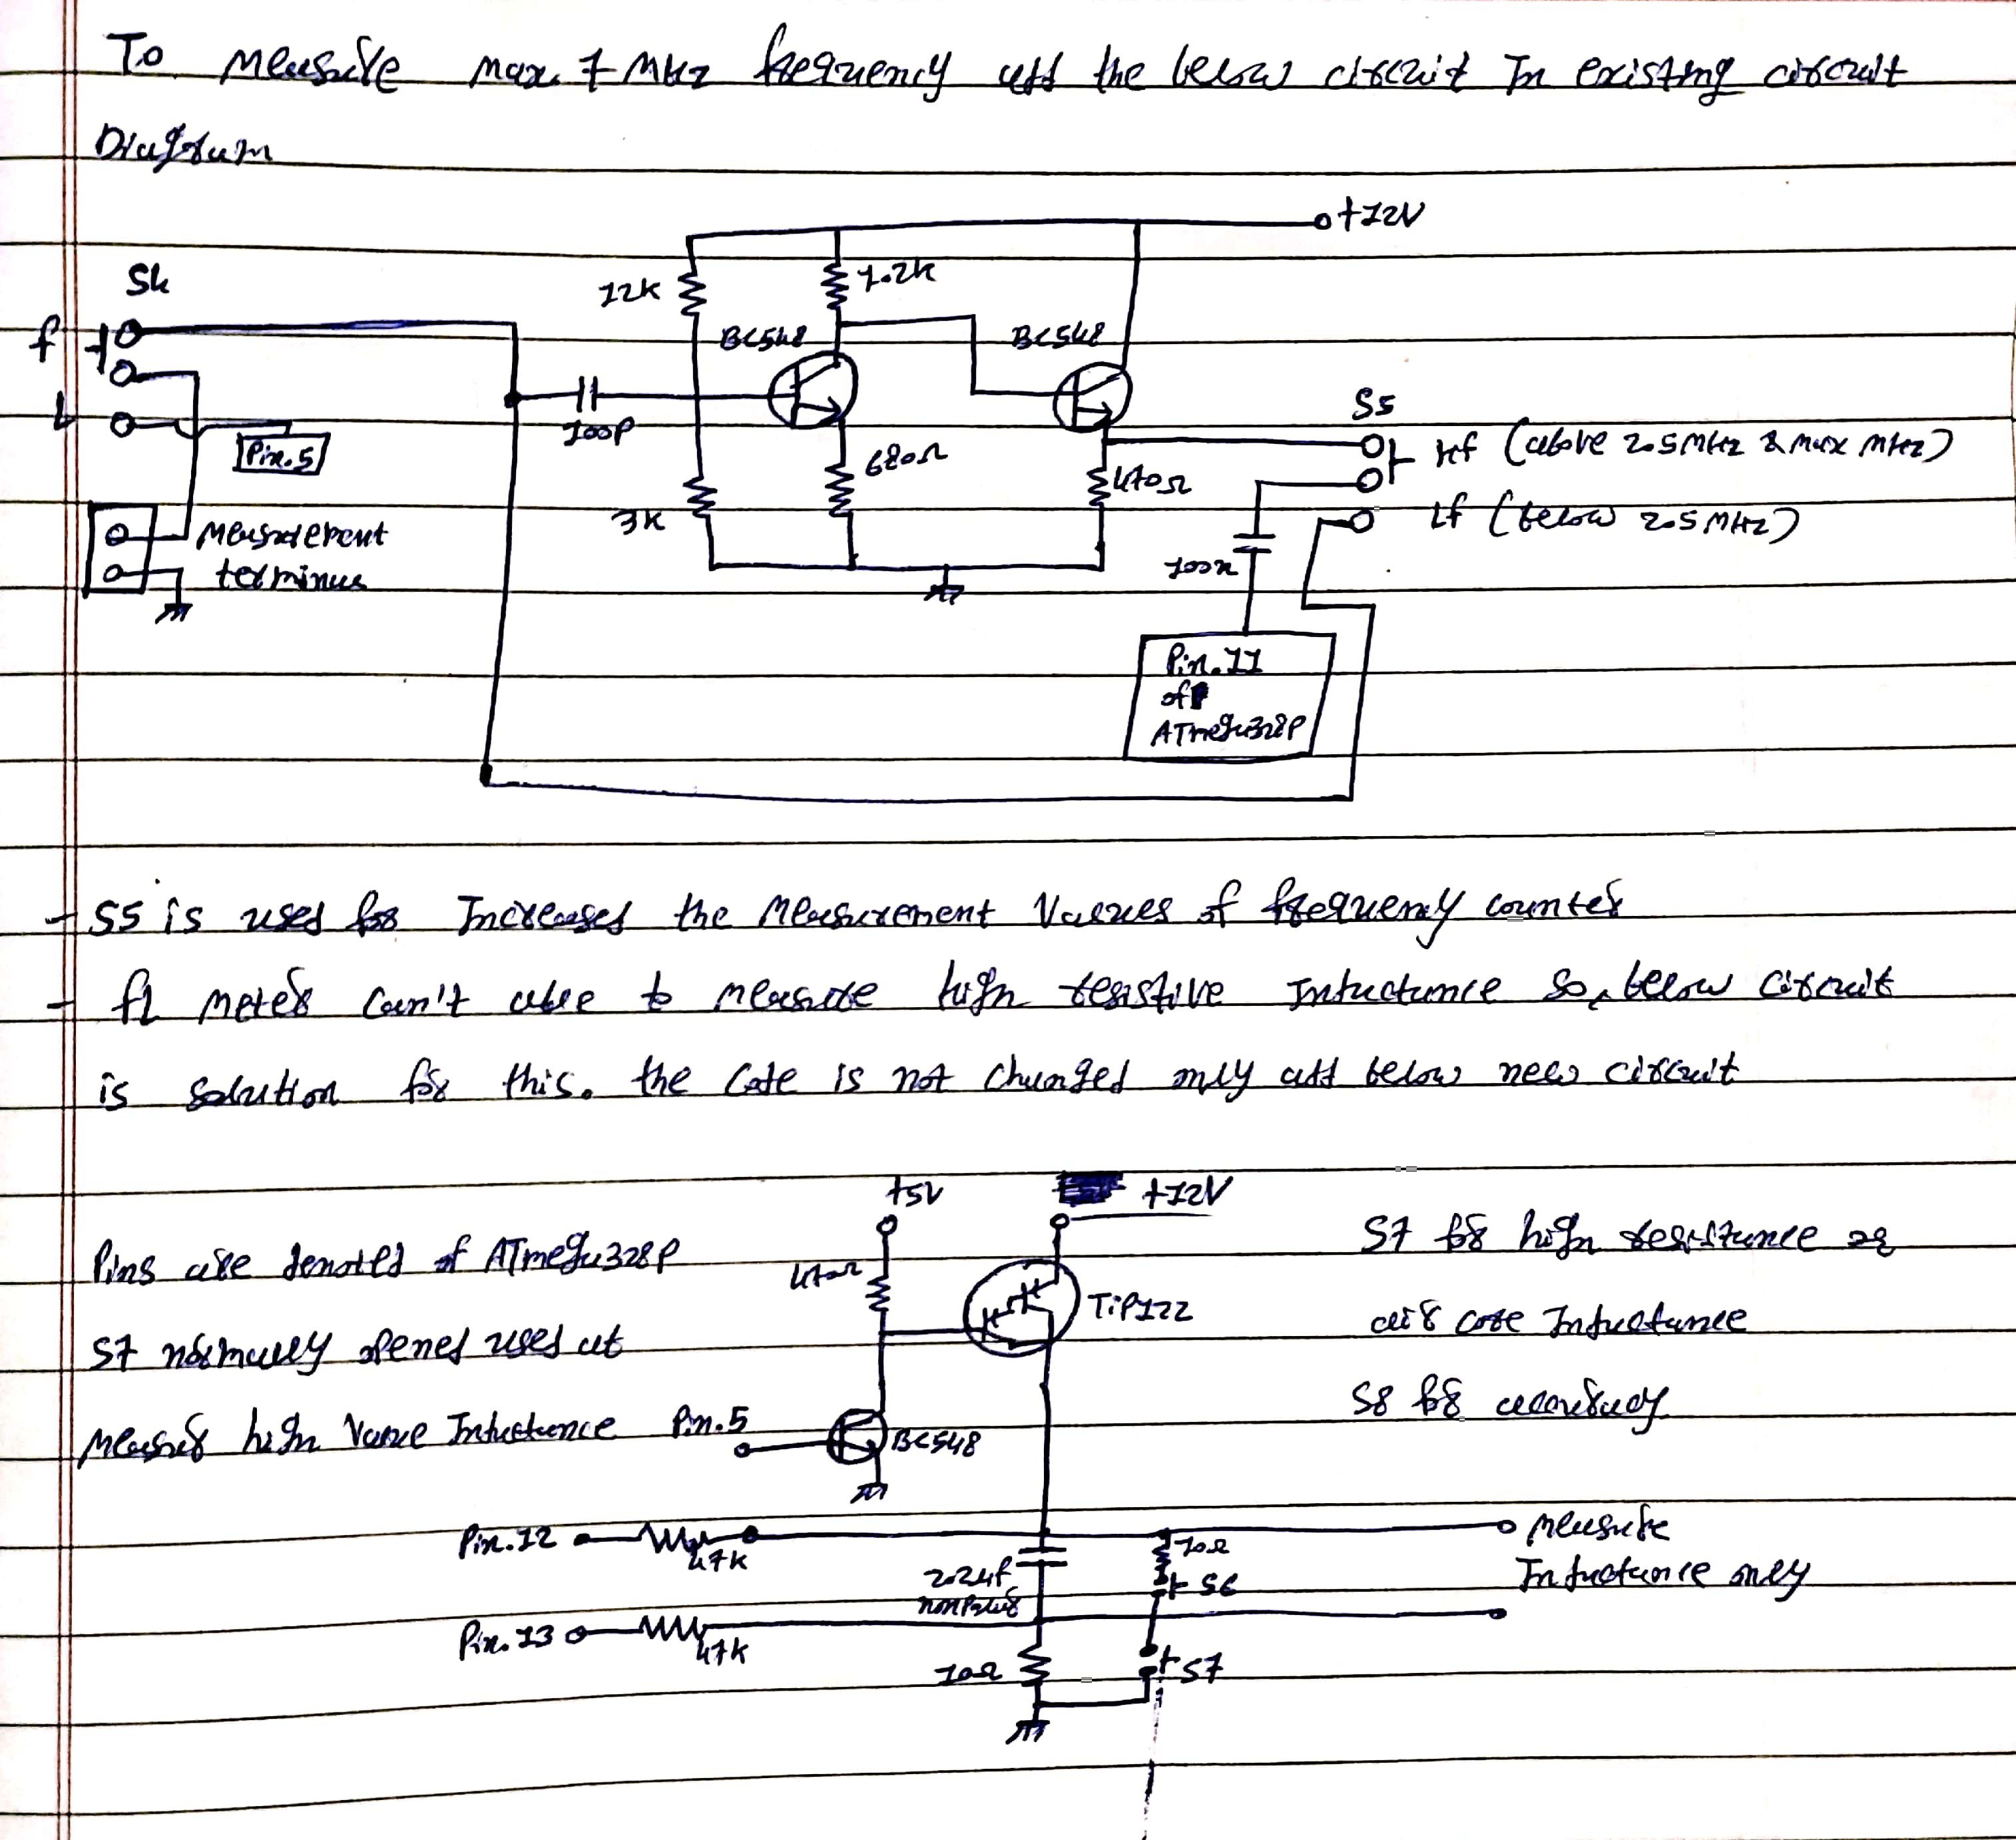 To Measure max 7 MHz frequency add the below circuit In existing circuit
Diagram
+12V
S4
12k
1.2k
f
BC548
BC548
L
100p
S5
Pin.5
680Ω
Hf (above 2.5MHz & max MHz)
470Ω
3k
Lf (below 2.5MHz)
Measurement
terminus
100n
Pin.11
of
ATmega328P
- S5 is used for Increases the Measurement Values of frequency counter
- fL meter can't able to measure high resistive Inductance so, below circuit
is solution for this. the code is not changed only add below new circuit
+5V
+12V
Pins are denoted of ATmega328P
470Ω
TIP122
S7 for high resistance or
air core Inductance
S7 normally opened used at
S8 for accuracy
Measur high Value Inductance
Pin.5
BC548
Pin.12
47k
10Ω
Measure
2.2uf
nonpolar
S6
Inductance only
Pin.13
47k
10Ω
S7